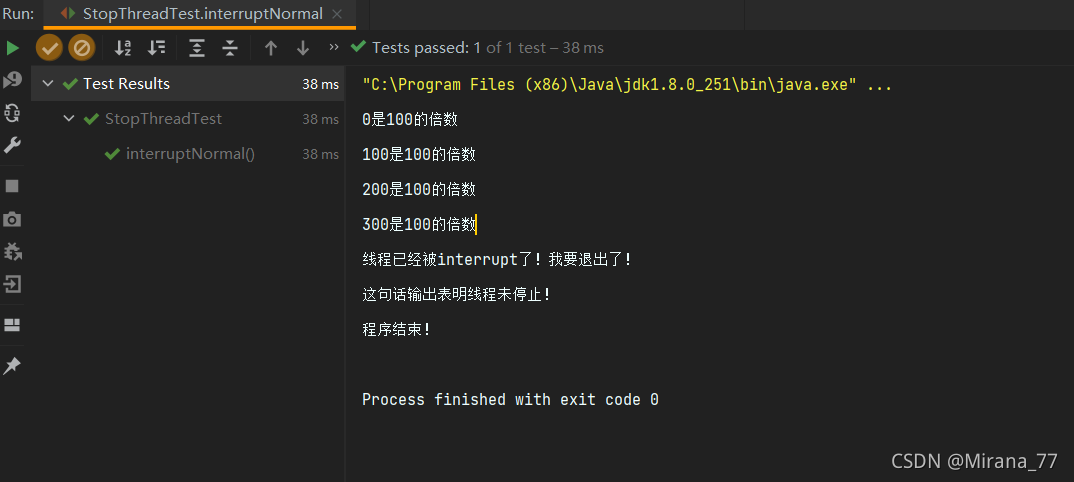 Run: StopThreadTest.interruptNormal ×
Tests passed: 1 of 1 test – 38 ms
Test Results 38 ms
StopThreadTest 38 ms
interruptNormal() 38 ms
"C:\Program Files (x86)\Java\jdk1.8.0_251\bin\java.exe" ...
0是100的倍数
100是100的倍数
200是100的倍数
300是100的倍数
线程已经被interrupt了！我要退出了！
这句话输出表明线程未停止！
程序结束！
Process finished with exit code 0
CSDN @Mirana_77